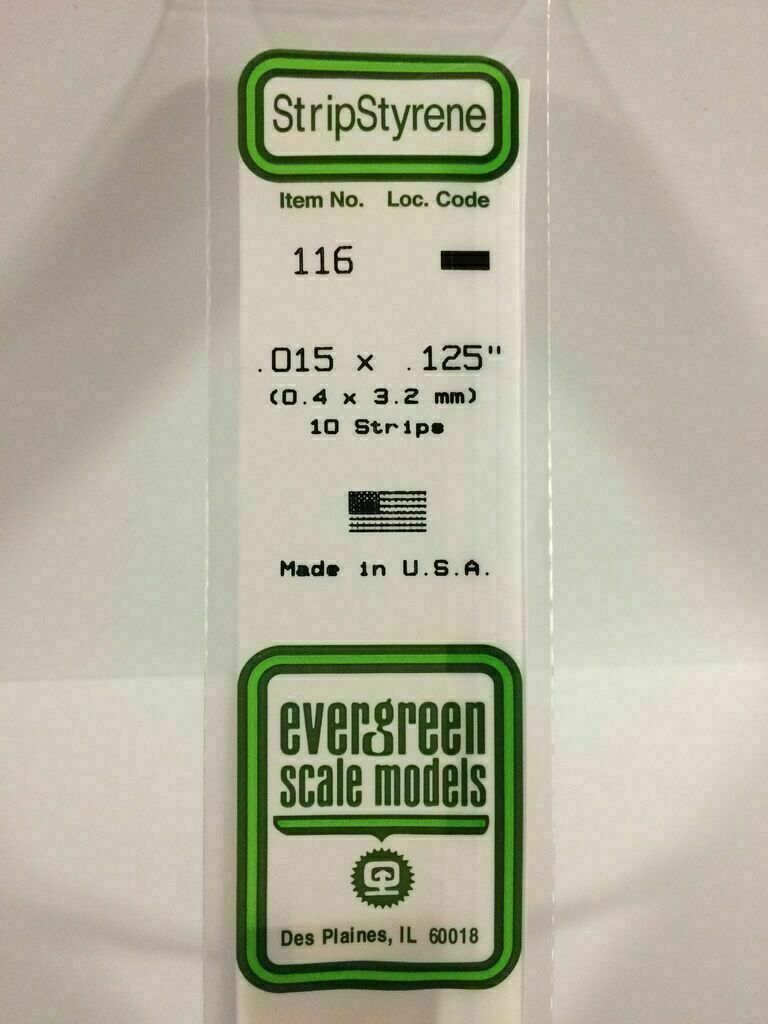 StripStyrene
Item No. Loc. Code
116
.015 x .125"
(0.4 x 3.2 mm)
10 Strips
Made in U.S.A.
evergreen
scale models
Des Plaines, IL 60018